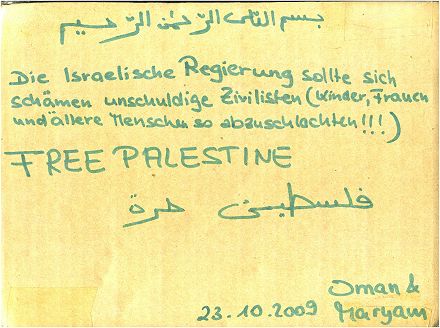 بسم الله الرحمن الرحيم
Die Israelische Regierung sollte sich
schämen unschuldige Zivilisten (Kinder, Frauen
und ältere Menschen so abzuschlachten!!!)
FREE PALESTINE
فلسطين حرة
Iman &
23.10.2009 Maryam